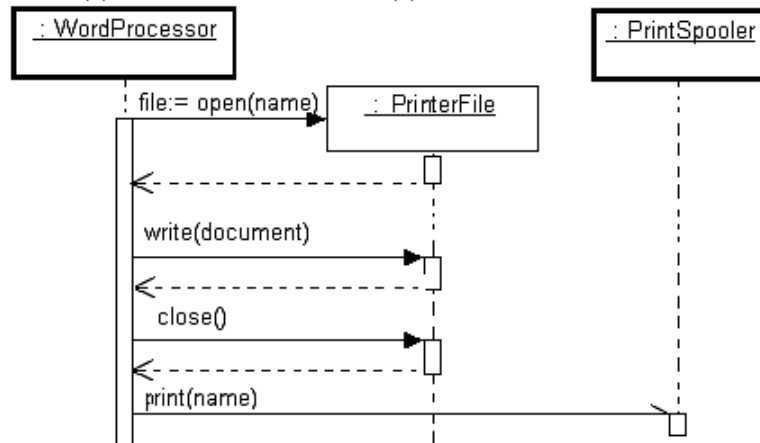 : WordProcessor
: PrintSpooler
file:= open(name)
: PrinterFile
write(document)
close()
print(name)